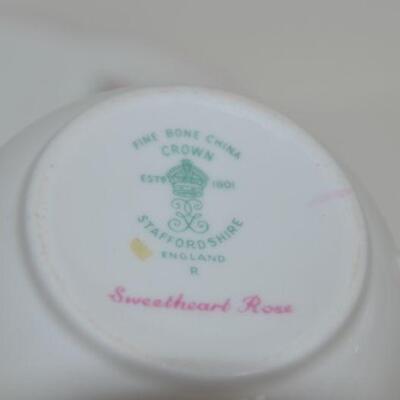 FINE BONE CHINA
CROWN
ESTD 1801
STAFFORDSHIRE
ENGLAND
R
Sweetheart Rose